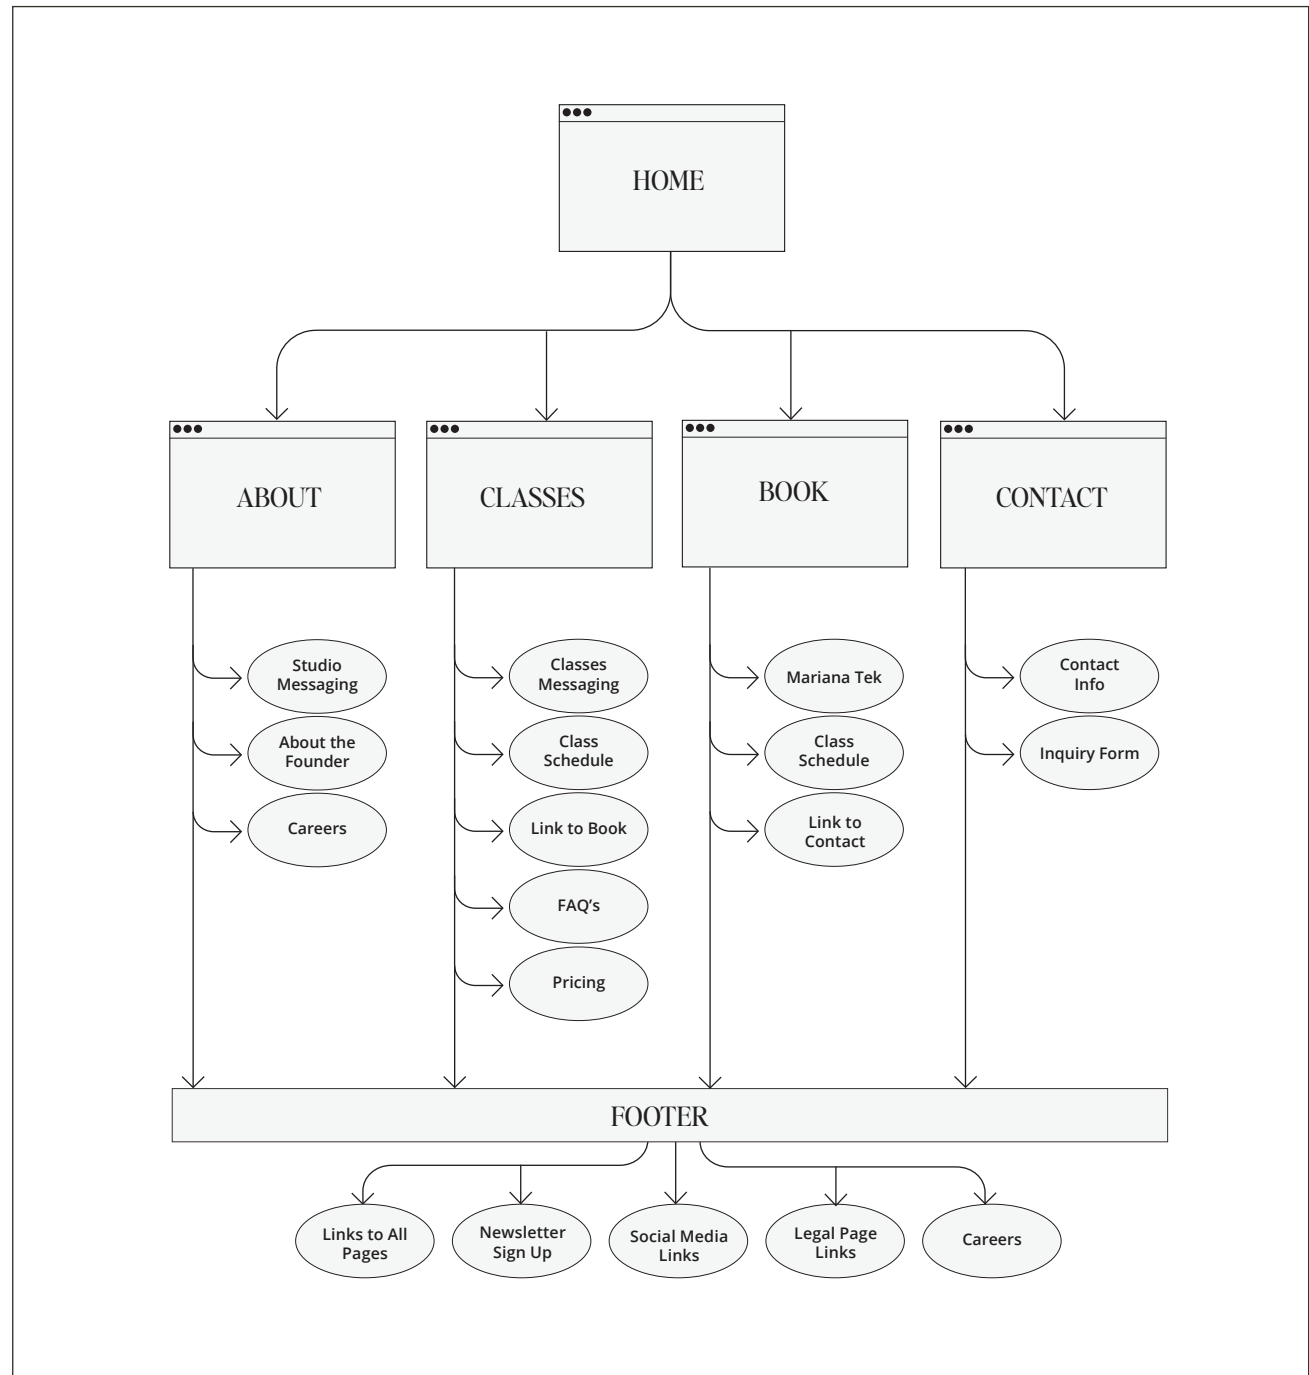 HOME
ABOUT
CLASSES
BOOK
CONTACT
Studio
Messaging
About the
Founder
Careers
Classes
Messaging
Class
Schedule
Link to Book
FAQ’s
Pricing
Mariana Tek
Class
Schedule
Link to
Contact
Contact
Info
Inquiry Form
FOOTER
Links to All
Pages
Newsletter
Sign Up
Social Media
Links
Legal Page
Links
Careers